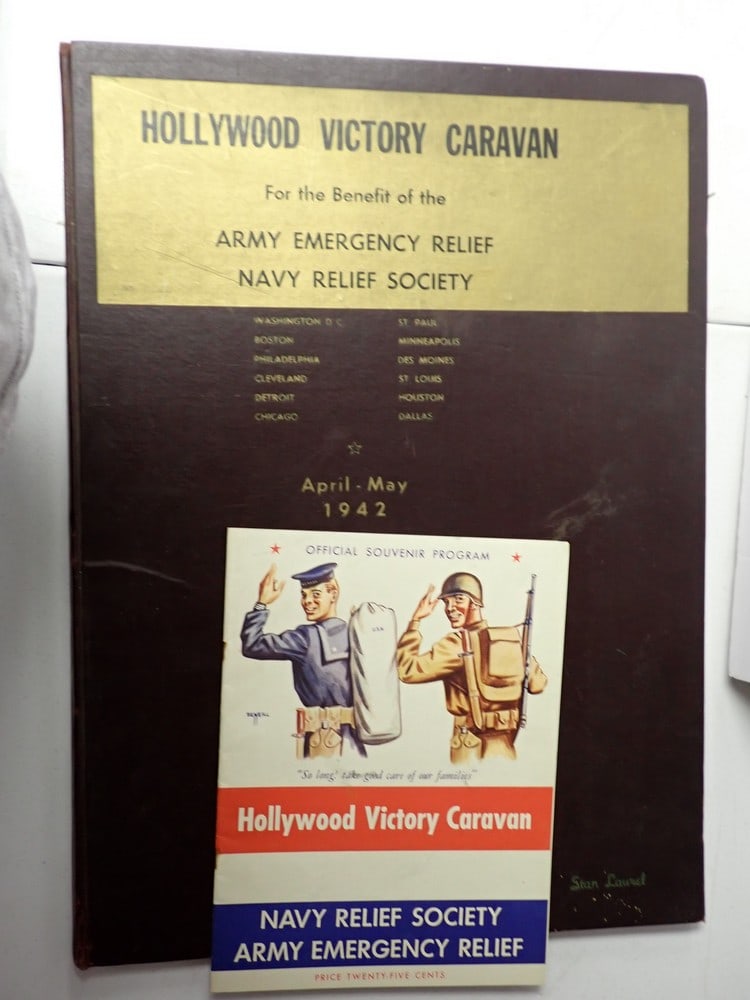 HOLLYWOOD VICTORY CARAVAN
For the Benefit of the
ARMY EMERGENCY RELIEF
NAVY RELIEF SOCIETY
WASHINGTON D C
BOSTON
PHILADELPHIA
CLEVELAND
DETROIT
CHICAGO
ST. PAUL
MINNEAPOLIS
DES MOINES
ST LOUIS
HOUSTON
DALLAS
April - May
1942
OFFICIAL SOUVENIR PROGRAM
USN
"So long! take good care of our families"
Hollywood Victory Caravan
NAVY RELIEF SOCIETY
ARMY EMERGENCY RELIEF
PRICE TWENTY-FIVE CENTS
Stan Laurel